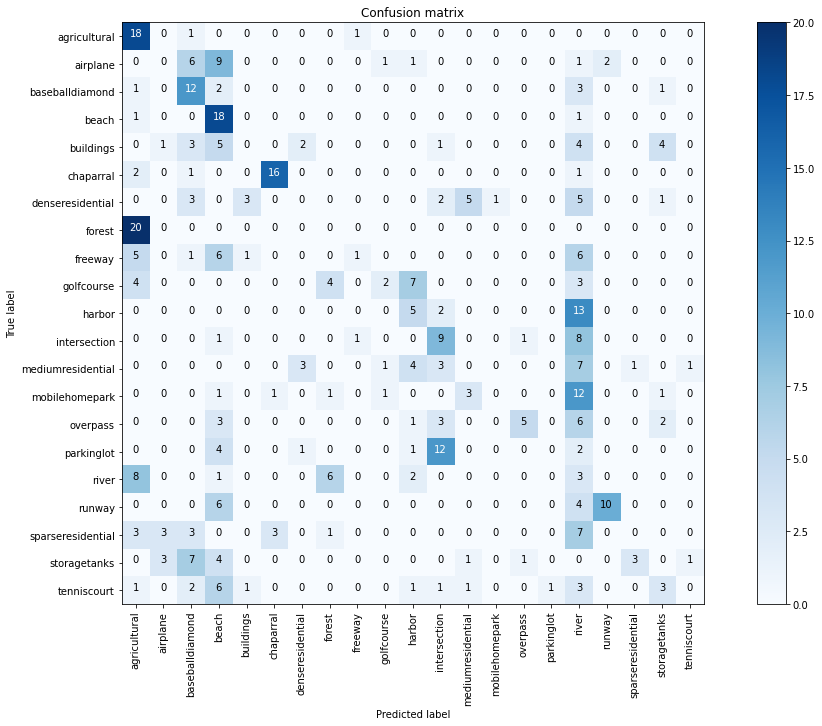 Confusion matrix
True label
agricultural 18 0 1 0 0 0 0 0 1 0 0 0 0 0 0 0 0 0 0 0 0
airplane 0 0 6 9 0 0 0 0 0 1 1 0 0 0 0 0 1 2 0 0 0
baseballdiamond 1 0 12 2 0 0 0 0 0 0 0 0 0 0 0 0 3 0 0 1 0
beach 1 0 0 18 0 0 0 0 0 0 0 0 0 0 0 0 1 0 0 0 0
buildings 0 1 3 5 0 0 2 0 0 0 0 1 0 0 0 0 4 0 0 4 0
chaparral 2 0 1 0 0 16 0 0 0 0 0 0 0 0 0 0 1 0 0 0 0
denseresidential 0 0 3 0 3 0 0 0 0 0 0 2 5 1 0 0 5 0 0 1 0
forest 20 0 0 0 0 0 0 0 0 0 0 0 0 0 0 0 0 0 0 0 0
freeway 5 0 1 6 1 0 0 0 1 0 0 0 0 0 0 0 6 0 0 0 0
golfcourse 4 0 0 0 0 0 0 4 0 2 7 0 0 0 0 0 3 0 0 0 0
harbor 0 0 0 0 0 0 0 0 0 0 5 2 0 0 0 0 13 0 0 0 0
intersection 0 0 0 1 0 0 0 0 1 0 0 9 0 0 1 0 8 0 0 0 0
mediumresidential 0 0 0 0 0 0 3 0 0 1 4 3 0 0 0 0 7 0 1 0 1
mobilehomepark 0 0 0 1 0 1 0 1 0 1 0 0 3 0 0 0 12 0 0 1 0
overpass 0 0 0 3 0 0 0 0 0 0 1 3 0 0 5 0 6 0 0 2 0
parkinglot 0 0 0 4 0 0 1 0 0 0 1 12 0 0 0 0 2 0 0 0 0
river 8 0 0 1 0 0 0 6 0 0 2 0 0 0 0 0 3 0 0 0 0
runway 0 0 0 6 0 0 0 0 0 0 0 0 0 0 0 0 4 10 0 0 0
sparseresidential 3 3 3 0 0 3 0 1 0 0 0 0 0 0 0 0 7 0 0 0 0
storagetanks 0 3 7 4 0 0 0 0 0 0 0 0 1 0 1 0 0 0 3 0 1
tenniscourt 1 0 2 6 1 0 0 0 0 0 1 1 1 0 0 1 3 0 0 3 0
agricultural
airplane
baseballdiamond
beach
buildings
chaparral
denseresidential
forest
freeway
golfcourse
harbor
intersection
mediumresidential
mobilehomepark
overpass
parkinglot
river
runway
sparseresidential
storagetanks
tenniscourt
Predicted label
20.0
17.5
15.0
12.5
10.0
7.5
5.0
2.5
0.0